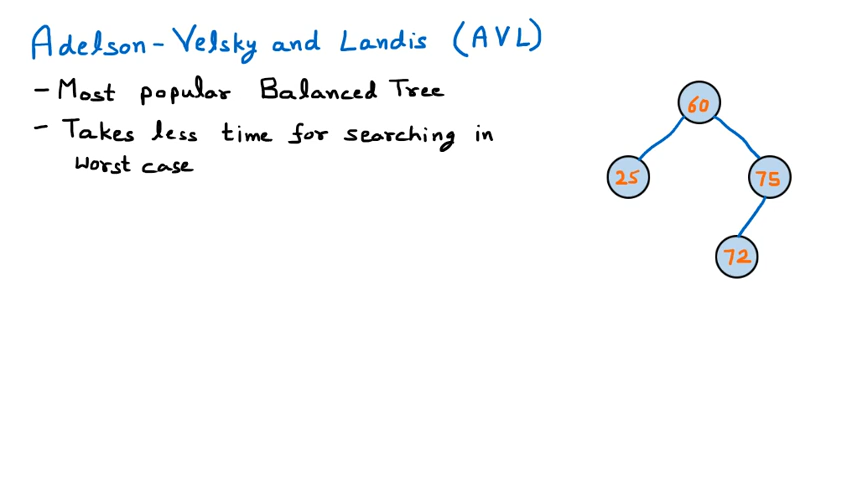 Adelson-Velsky and Landis (AVL)
- Most popular Balanced Tree
- Takes less time for searching in
worst case
60
25
75
72